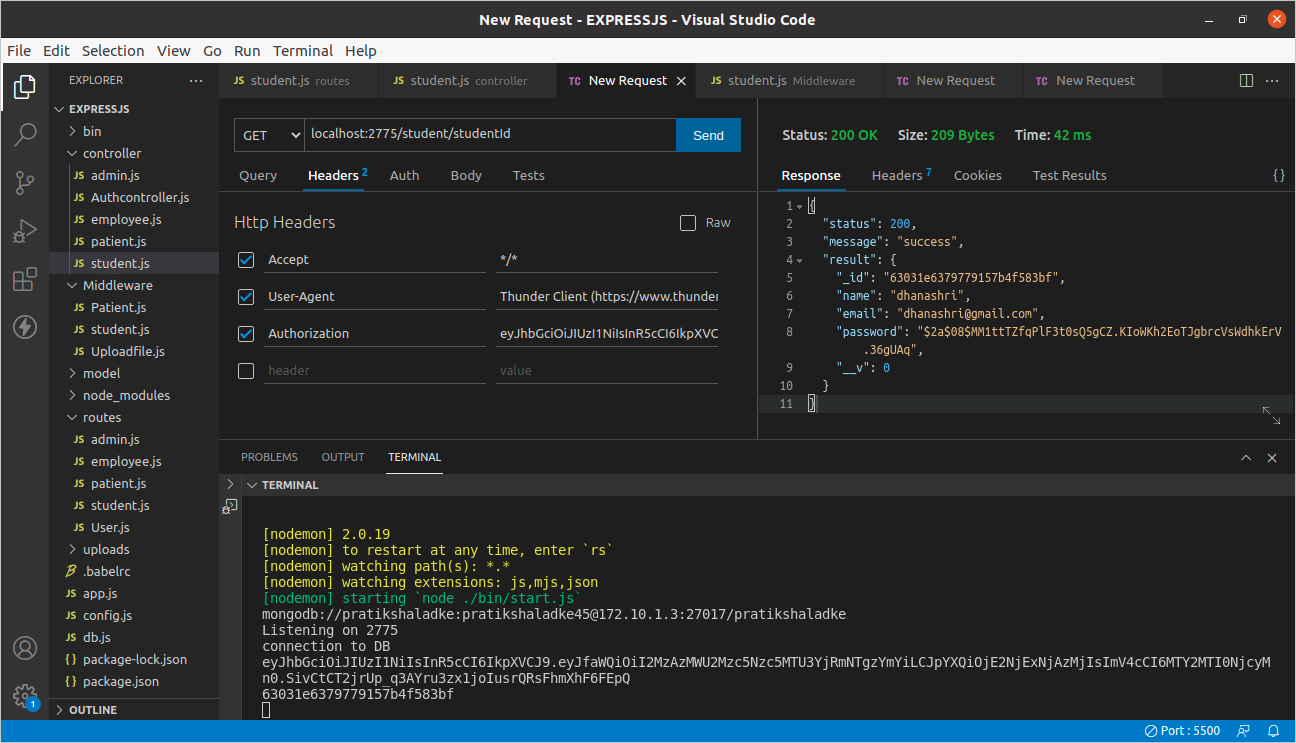 New Request - EXPRESSJS - Visual Studio Code
File Edit Selection View Go Run Terminal Help
EXPLORER
EXPRESSJS
bin
controller
JS admin.js
JS Authcontroller.js
JS employee.js
JS patient.js
JS student.js
Middleware
JS Patient.js
JS student.js
JS Uploadfile.js
model
node_modules
routes
JS admin.js
JS employee.js
JS patient.js
JS student.js
JS User.js
uploads
.babelrc
JS app.js
JS config.js
JS db.js
{} package-lock.json
{} package.json
OUTLINE
1
JS student.js routes
JS student.js controller
TC New Request
JS student.js Middleware
TC New Request
TC New Request
GET localhost:2775/student/studentId Send
Query Headers 2 Auth Body Tests
Http Headers Raw
Accept */*
User-Agent Thunder Client (https://www.thunder
Authorization eyJhbGciOiJIUzI1NiIsInR5cCI6IkpXVC
header value
Status: 200 OK Size: 209 Bytes Time: 42 ms
Response Headers 7 Cookies Test Results {}
1 {
2 "status": 200,
3 "message": "success",
4 "result": {
5 "_id": "63031e6379779157b4f583bf",
6 "name": "dhanashri",
7 "email": "dhanashri@gmail.com",
8 "password": "$2a$08$MM1ttTZfqPlF3t0sQ5gCZ.KIoWKh2EoTJgbrcVsWdhkErV
.36gUAq",
9 "__v": 0
10 }
11 }
PROBLEMS OUTPUT TERMINAL
TERMINAL
[nodemon] 2.0.19
[nodemon] to restart at any time, enter `rs`
[nodemon] watching path(s): *.*
[nodemon] watching extensions: js,mjs,json
[nodemon] starting `node ./bin/start.js`
mongodb://pratikshaladke:pratikshaladke45@172.10.1.3:27017/pratikshaladke
Listening on 2775
connection to DB
eyJhbGciOiJIUzI1NiIsInR5cCI6IkpXVCJ9.eyJfaWQiOiI2MzAzMWU2Mzc5Nzc5MTU3YjRmNTgzYmYiLCJpYXQiOjE2NjExNjAzMjIsImV4cCI6MTY2MTI0NjcyM
n0.SivCtCT2jrUp_q3AYru3zx1joIusrQRsFhmXhF6FEpQ
63031e6379779157b4f583bf
Port : 5500